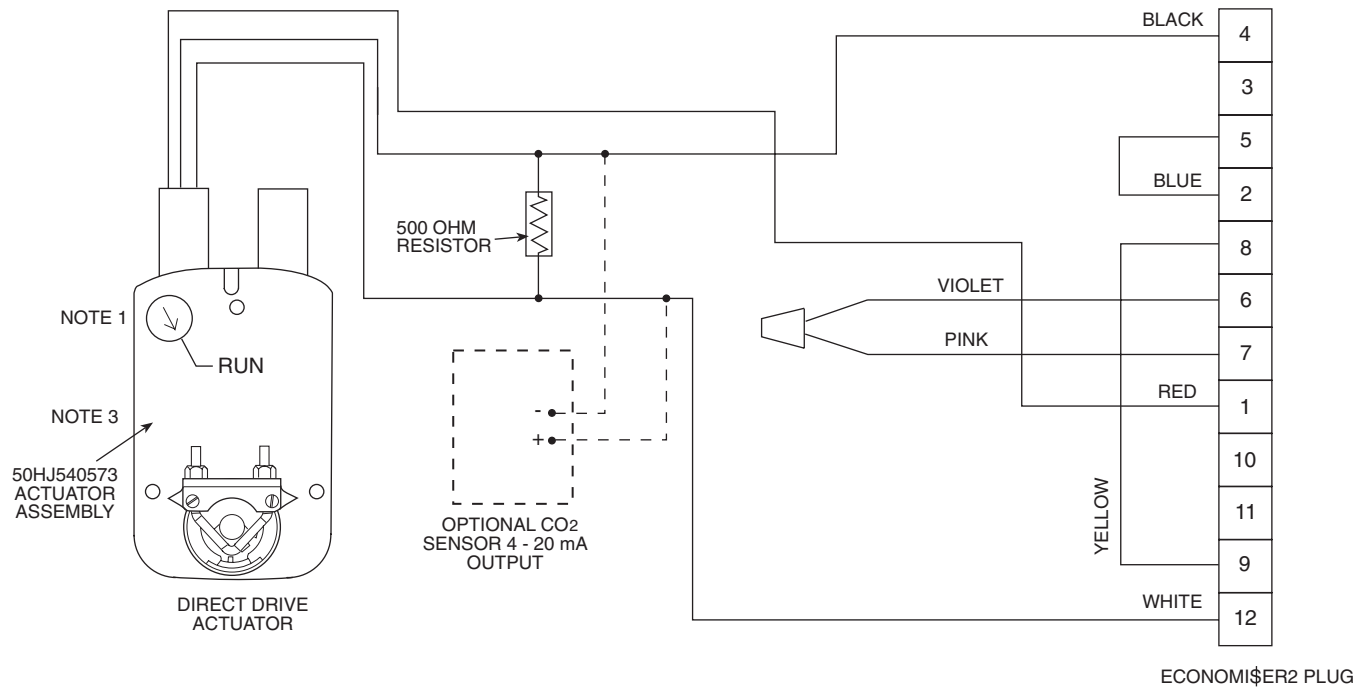 BLACK
4
3
5
BLUE
2
8
500 OHM
RESISTOR
VIOLET
6
NOTE 1
RUN
PINK
7
RED
1
NOTE 3
-
+
10
50HJ540573
ACTUATOR
ASSEMBLY
11
YELLOW
OPTIONAL CO2
SENSOR 4 - 20 mA
OUTPUT
9
DIRECT DRIVE
ACTUATOR
WHITE
12
ECONOMI$ER2 PLUG